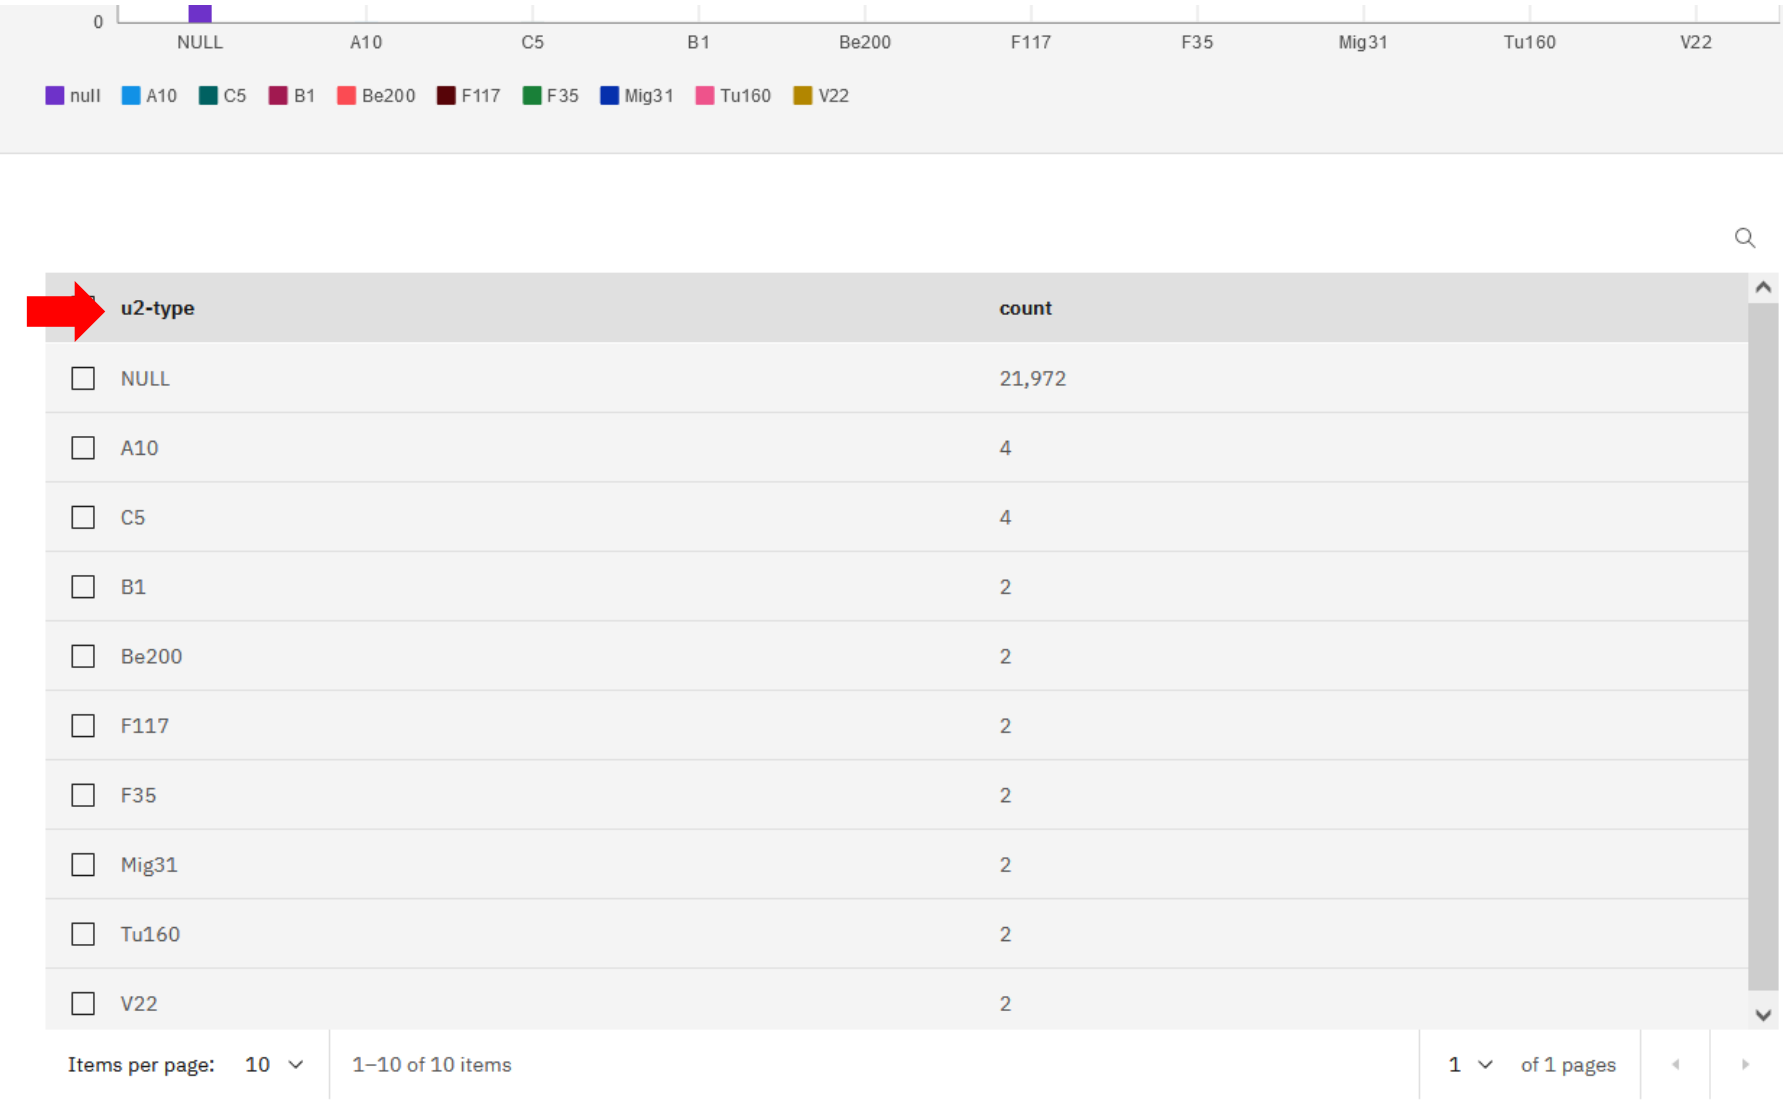 0
NULL A10 C5 B1 Be200 F117 F35 Mig31 Tu160 V22
null A10 C5 B1 Be200 F117 F35 Mig31 Tu160 V22
u2-type count
NULL 21,972
A10 4
C5 4
B1 2
Be200 2
F117 2
F35 2
Mig31 2
Tu160 2
V22 2
Items per page: 10 1–10 of 10 items 1 of 1 pages